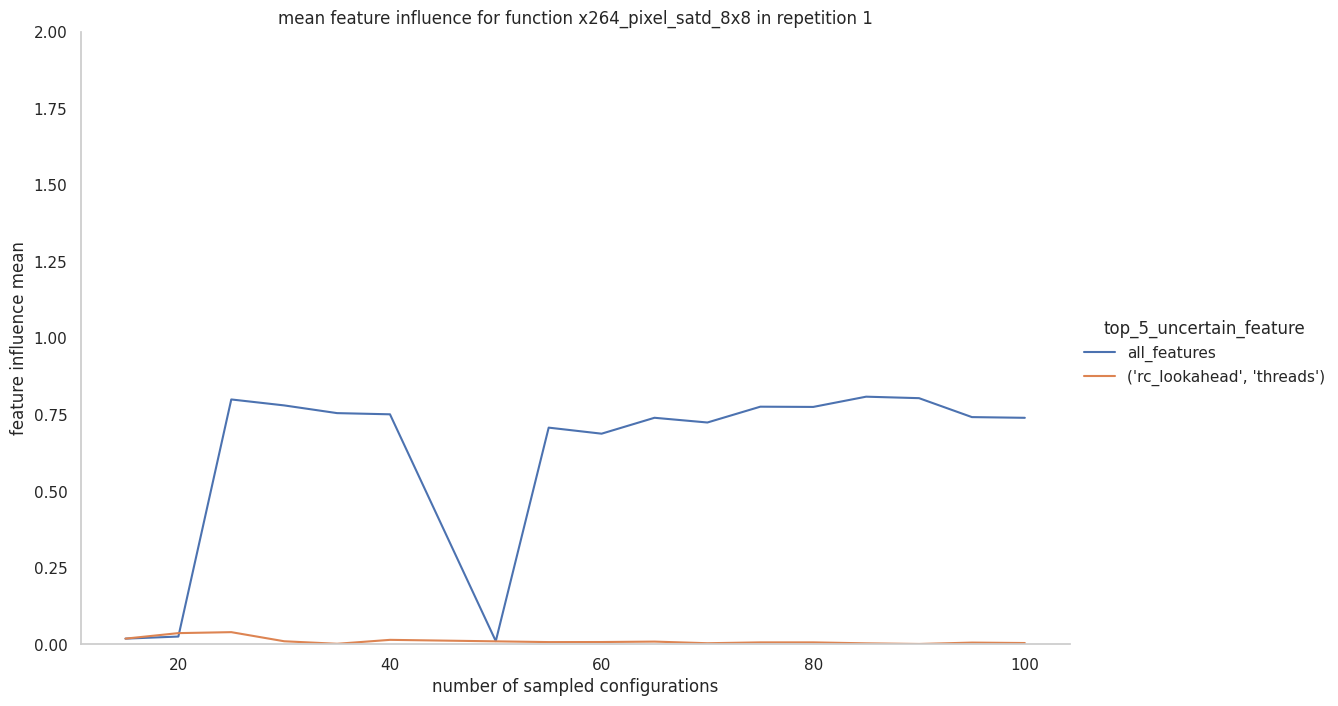 mean feature influence for function x264_pixel_satd_8x8 in repetition 1
2.00
1.75
1.50
1.25
1.00
0.75
0.50
0.25
0.00
feature influence mean
20 40 60 80 100
number of sampled configurations
top_5_uncertain_feature
all_features
('rc_lookahead', 'threads')